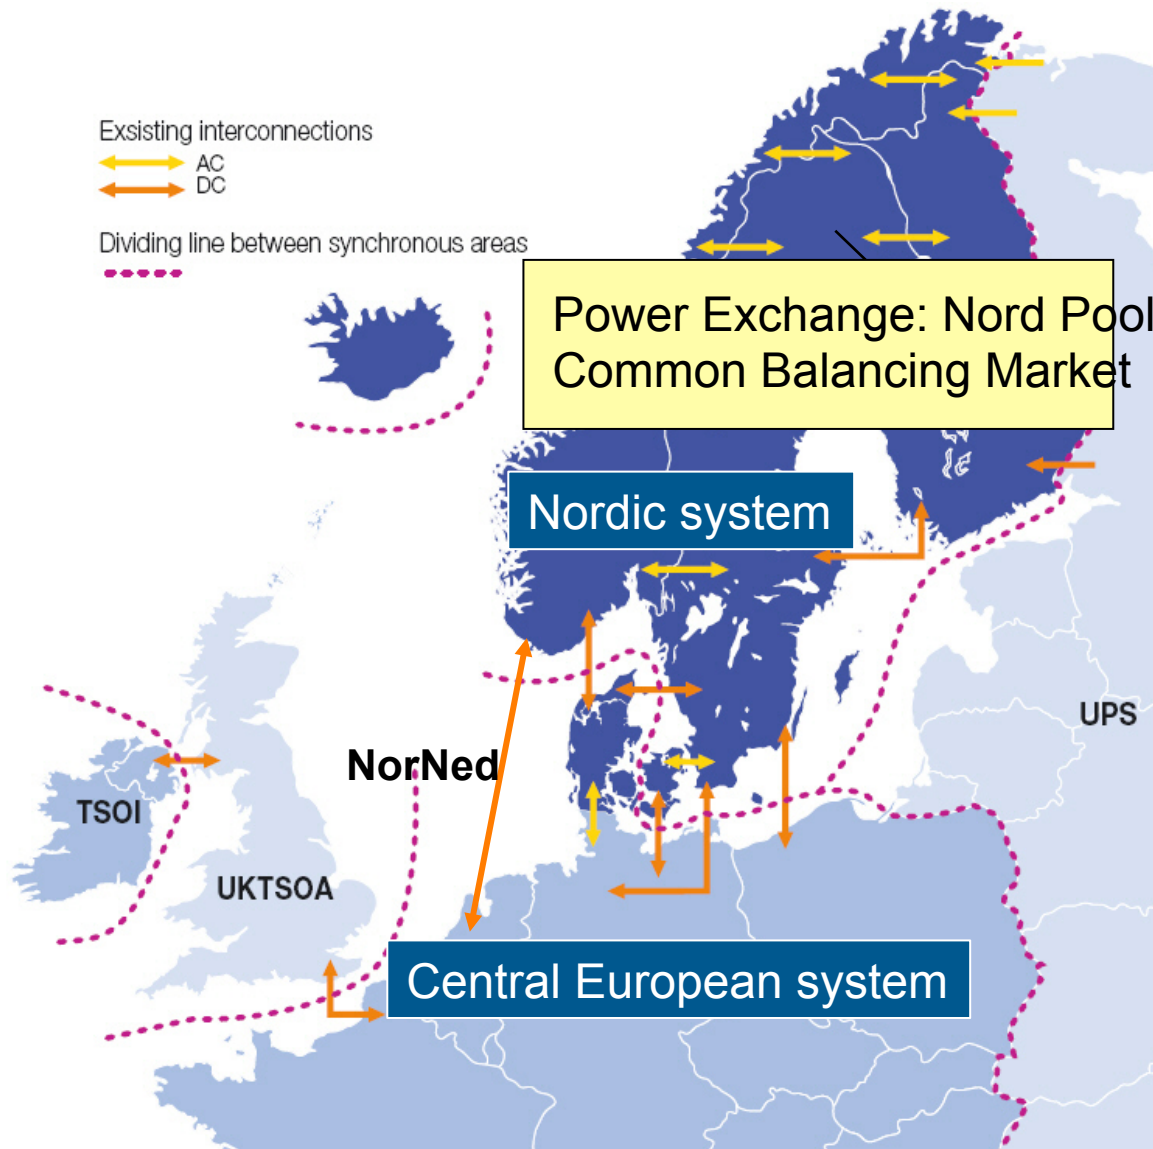 Exsisting interconnections
AC
DC
Dividing line between synchronous areas
Power Exchange: Nord Pool
Common Balancing Market
Nordic system
NorNed
UPS
TSOI
UKTSOA
Central European system